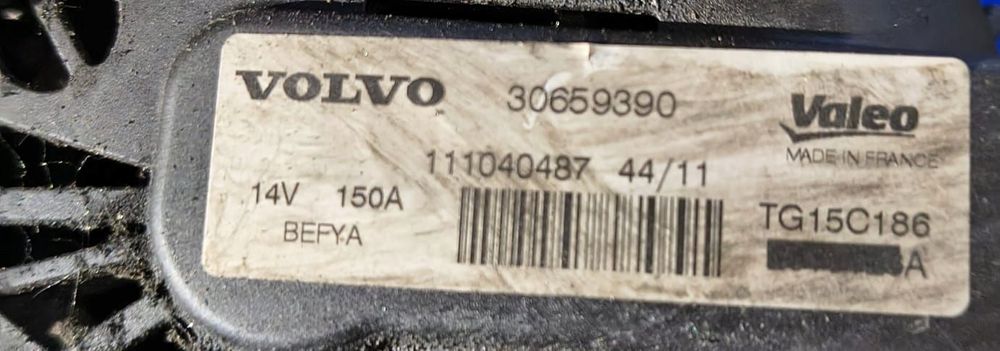 VOLVO 30659390
Valeo
MADE IN FRANCE
111040487 44/11
14V 150A
BEFYA
TG15C186